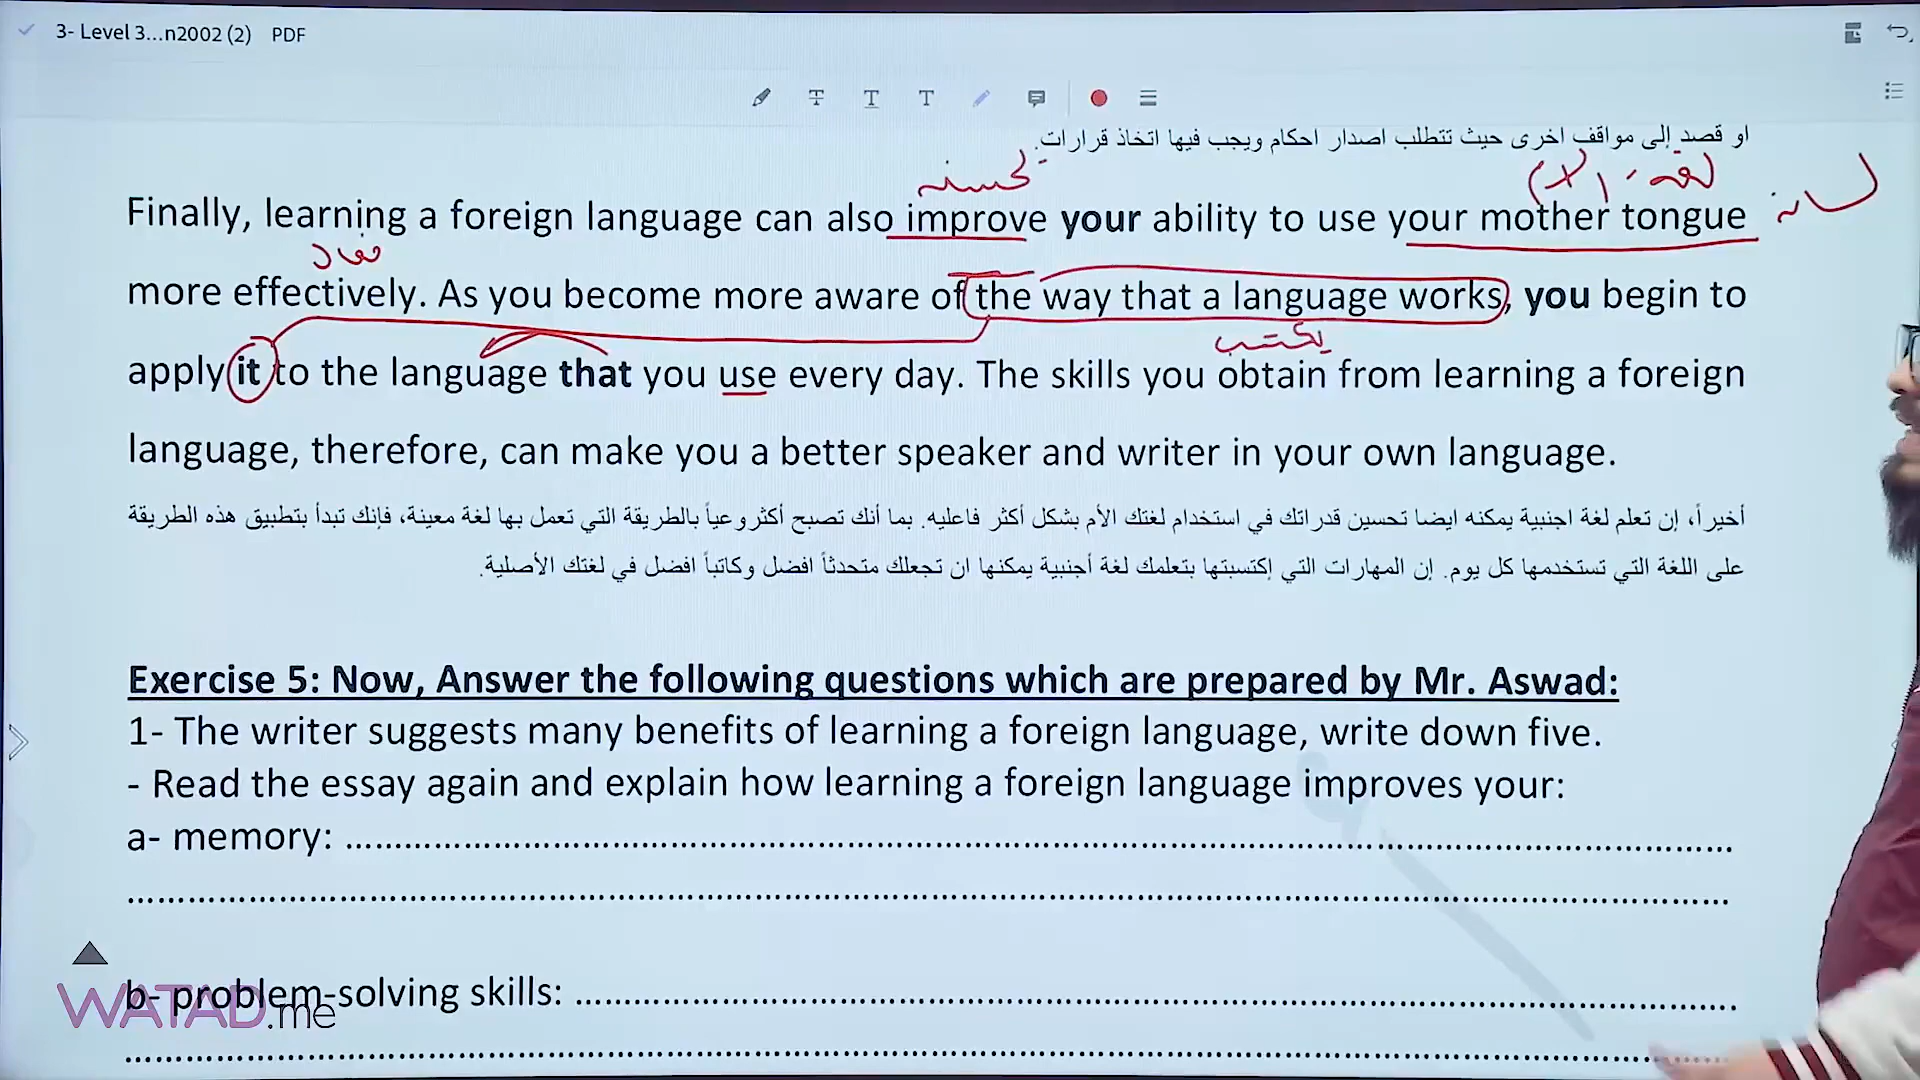 3- Level 3...n2002 (2) PDF
او قصد إلى مواقف اخرى حيث تتطلب اصدار احكام ويجب فيها اتخاذ قرارات.
Finally, learning a foreign language can also improve your ability to use your mother tongue
more effectively. As you become more aware of the way that a language works, you begin to
apply it to the language that you use every day. The skills you obtain from learning a foreign
language, therefore, can make you a better speaker and writer in your own language.
أخيراً، إن تعلم لغة اجنبية يمكنه ايضا تحسين قدراتك في استخدام لغتك الأم بشكل أكثر فاعليه. بما أنك تصبح أكثروعياً بالطريقة التي تعمل بها لغة معينة، فإنك تبدأ بتطبيق هذه الطريقة
على اللغة التي تستخدمها كل يوم. إن المهارات التي إكتسبتها بتعلمك لغة أجنبية يمكنها ان تجعلك متحدثاً افضل وكاتباً افضل في لغتك الأصلية.
Exercise 5: Now, Answer the following questions which are prepared by Mr. Aswad:
1- The writer suggests many benefits of learning a foreign language, write down five.
- Read the essay again and explain how learning a foreign language improves your:
a- memory:
b- problem-solving skills:
WATAD.me